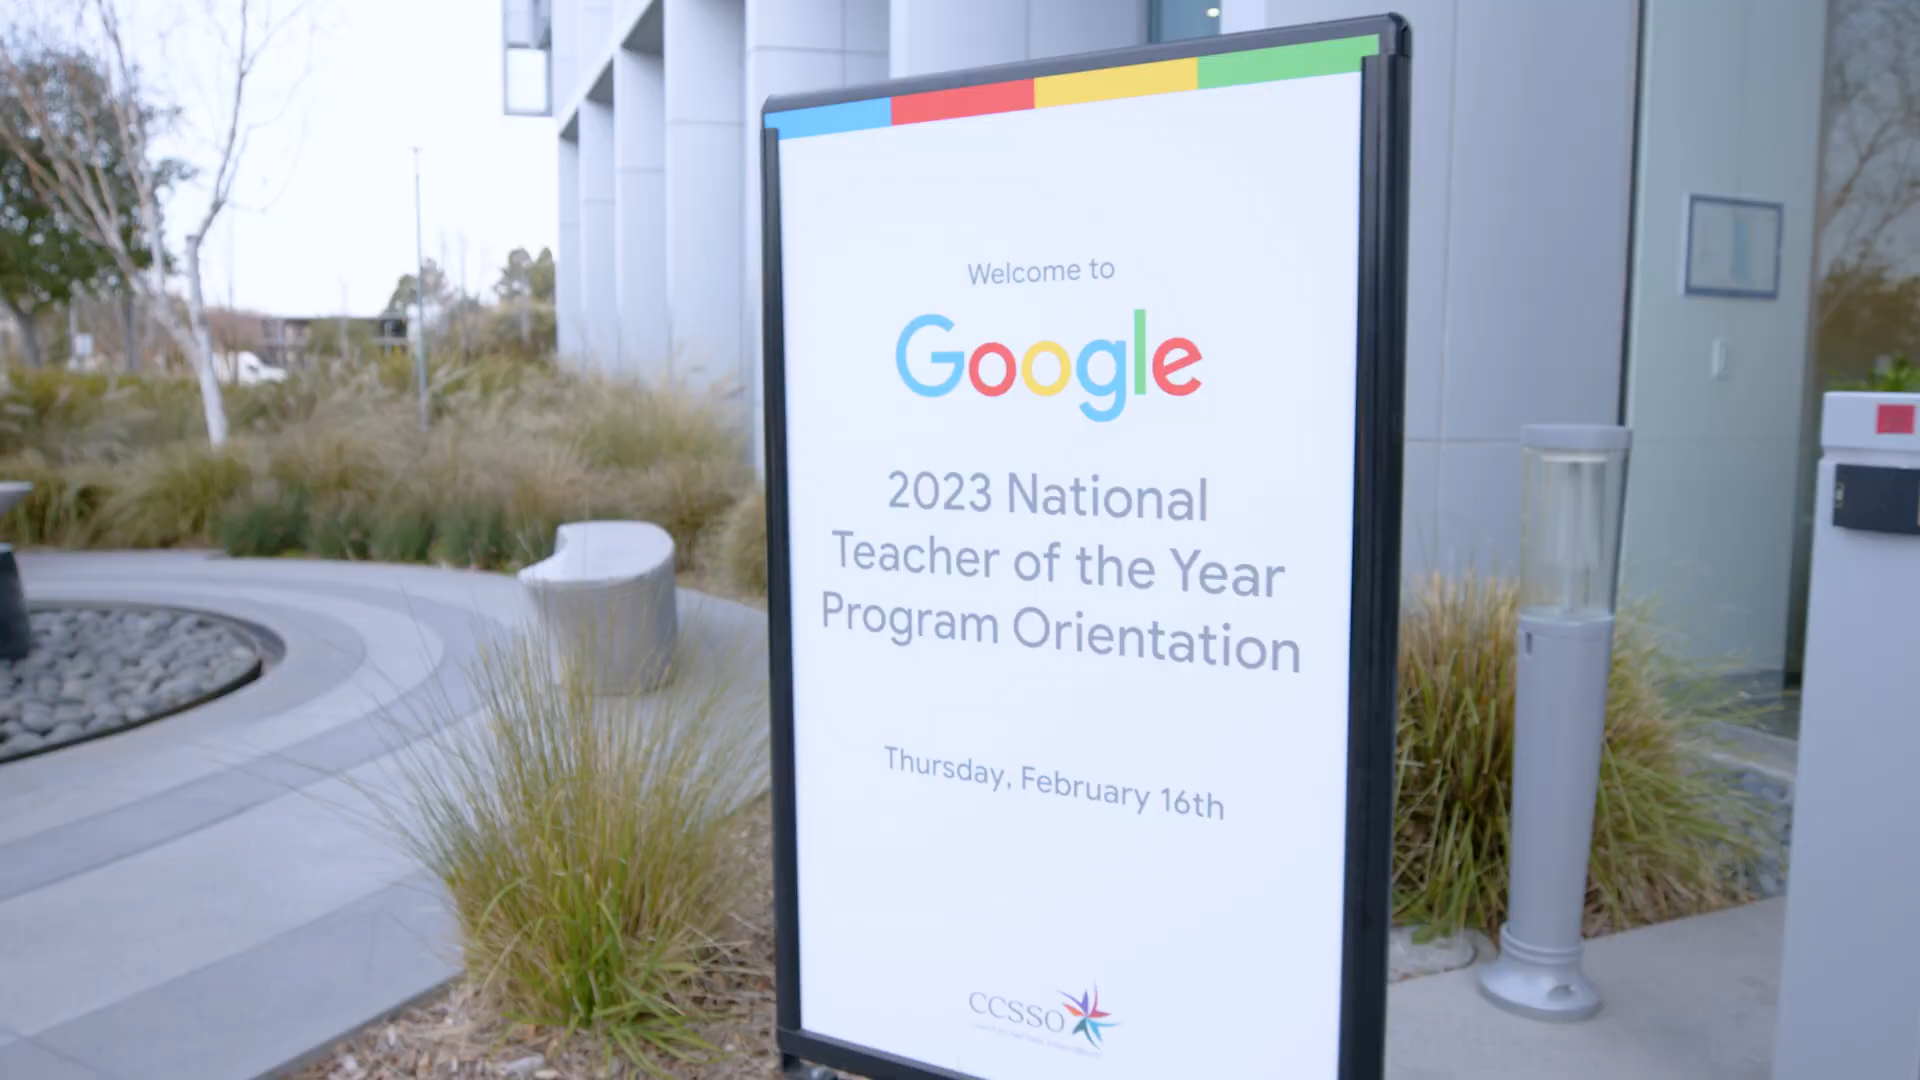 Welcome to
Google
2023 National
Teacher of the Year
Program Orientation
Thursday, February 16th
CCSSO